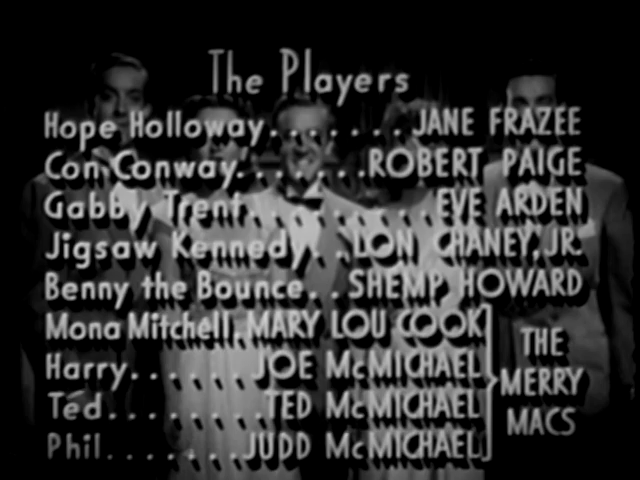 The Players
Hope Holloway.......JANE FRAZEE
Con Conway.......ROBERT PAIGE
Gabby Trent..........EVE ARDEN
Jigsaw Kennedy...LON CHANEY, JR.
Benny the Bounce..SHEMP HOWARD
Mona Mitchell.MARY LOU COOK
Harry.......JOE McMICHAEL
Ted........TED McMICHAEL
Phil.......JUDD McMICHAEL
THE
MERRY
MACS